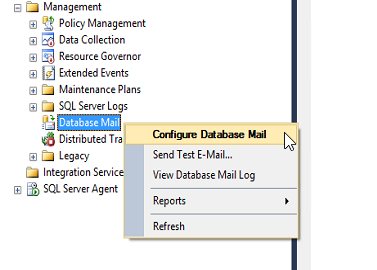 Management
Policy Management
Data Collection
Resource Governor
Extended Events
Maintenance Plans
SQL Server Logs
Database Mail
Configure Database Mail
Distributed Tra
Send Test E-Mail...
Legacy
View Database Mail Log
Integration Service
SQL Server Agent
Reports
Refresh